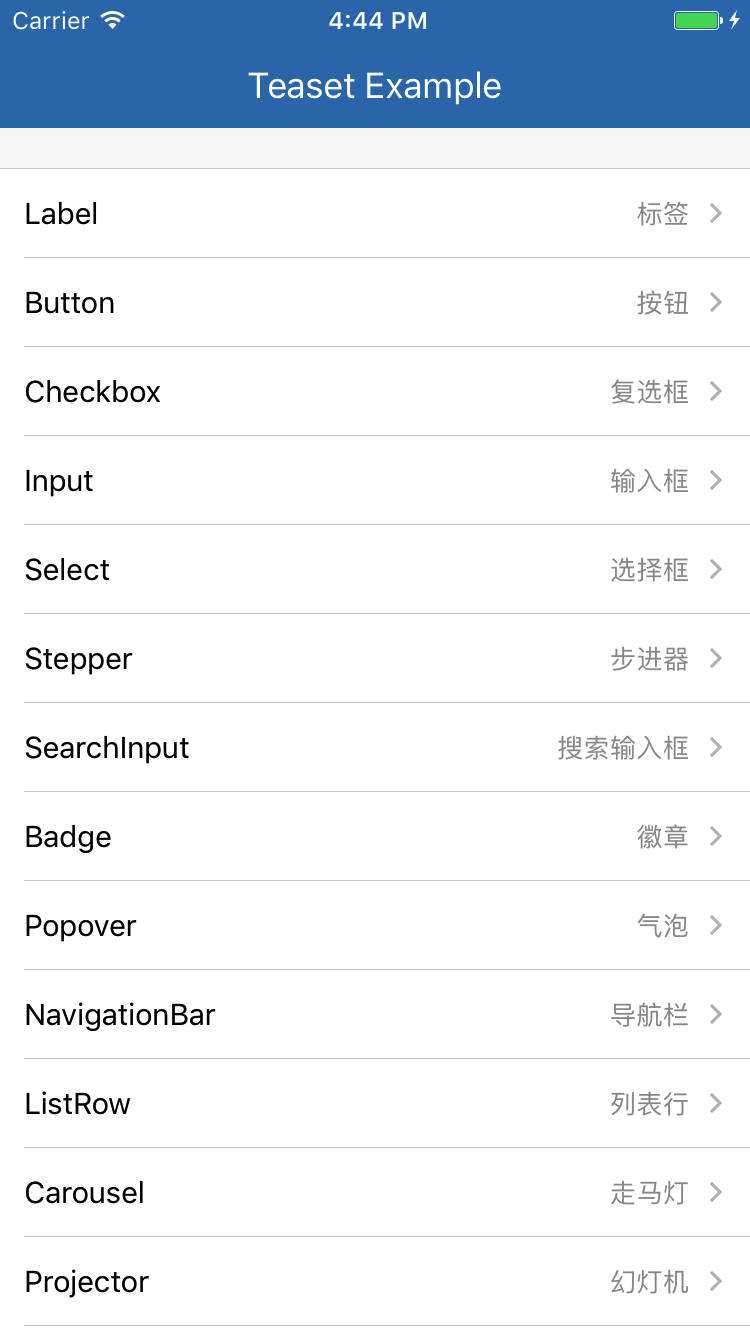 Carrier 4:44 PM
Teaset Example
Label 标签
Button 按钮
Checkbox 复选框
Input 输入框
Select 选择框
Stepper 步进器
SearchInput 搜索输入框
Badge 徽章
Popover 气泡
NavigationBar 导航栏
ListRow 列表行
Carousel 走马灯
Projector 幻灯机